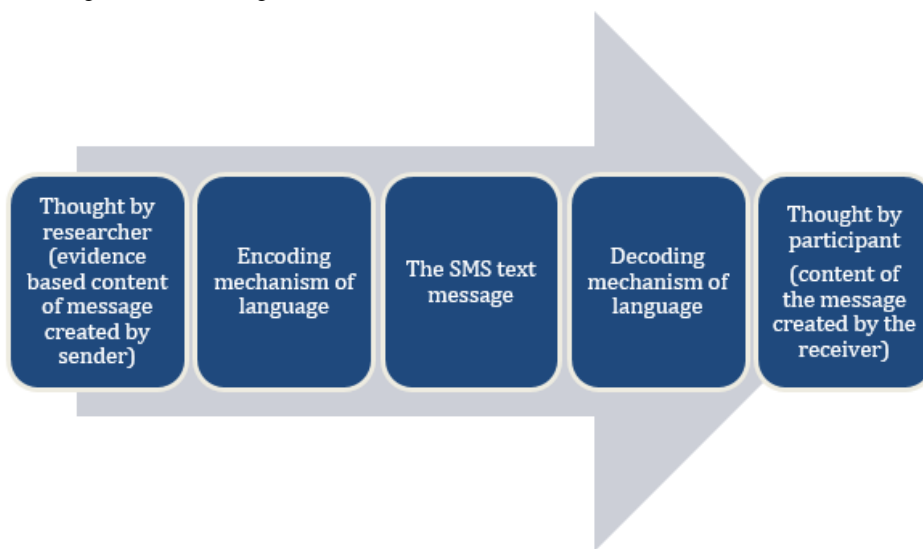 Thought by
researcher
(evidence
based content
of message
created by
sender)
Encoding
mechanism of
language
The SMS text
message
Decoding
mechanism of
language
Thought by
participant
(content of
the message
created by the
receiver)